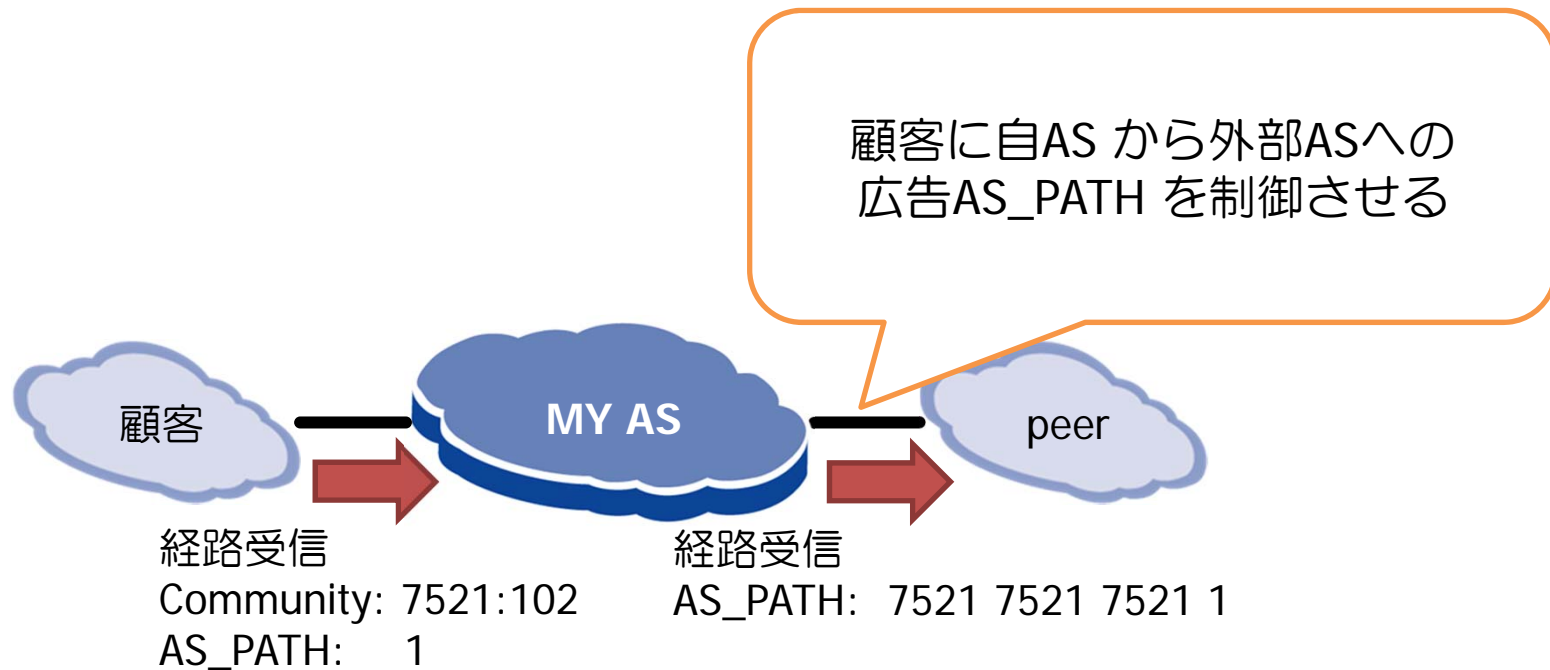 顧客に自AS から外部ASへの
広告AS_PATH を制御させる
顧客
MY AS
peer
経路受信
Community: 7521:102
AS_PATH: 1
経路受信
AS_PATH: 7521 7521 7521 1